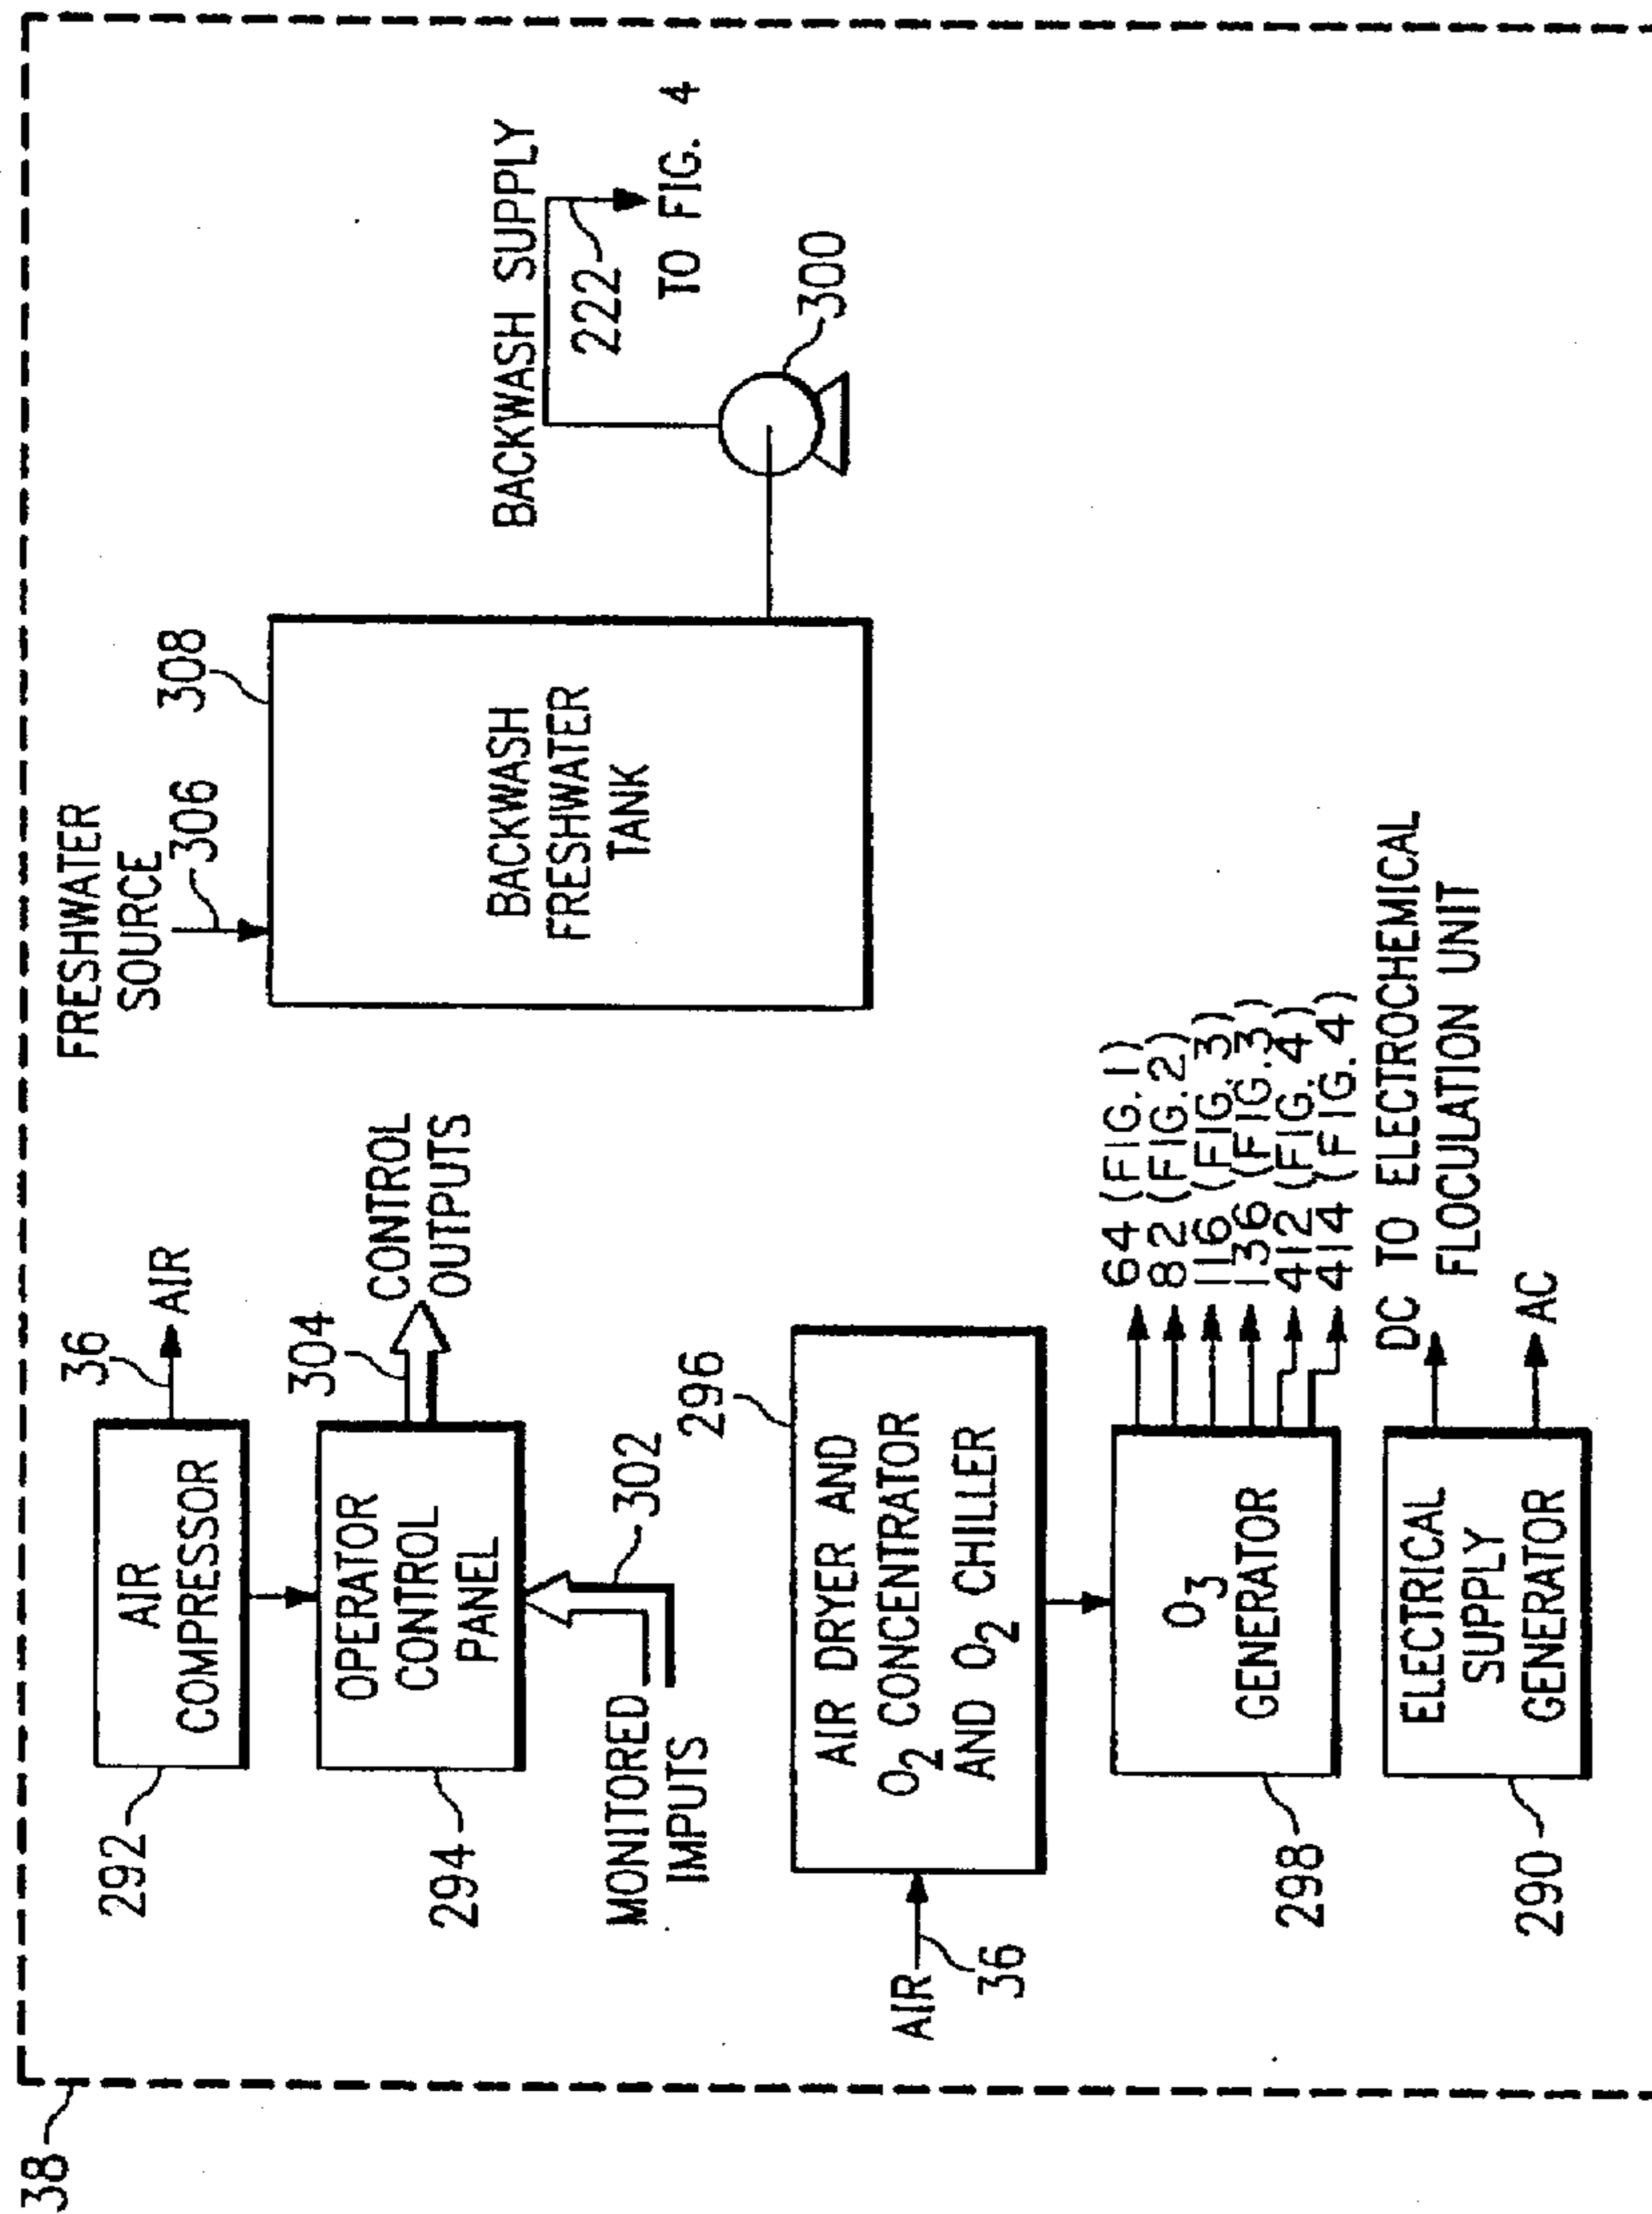 38
292
AIR
COMPRESSOR
36
AIR
294
OPERATOR
CONTROL
PANEL
304
CONTROL
OUTPUTS
MONITORED
IMPUTS
302
FRESHWATER
SOURCE
306
308
BACKWASH
FRESHWATER
TANK
BACKWASH SUPPLY
222
TO FIG. 4
300
AIR
36
296
AIR DRYER AND
O2 CONCENTRATOR
AND O2 CHILLER
298
O3
GENERATOR
64 (FIG. 1)
82 (FIG. 2)
116 (FIG. 3)
136 (FIG. 3)
412 (FIG. 4)
414 (FIG. 4)
290
ELECTRICAL
SUPPLY
GENERATOR
DC TO ELECTROCHEMICAL
FLOCULATION UNIT
AC